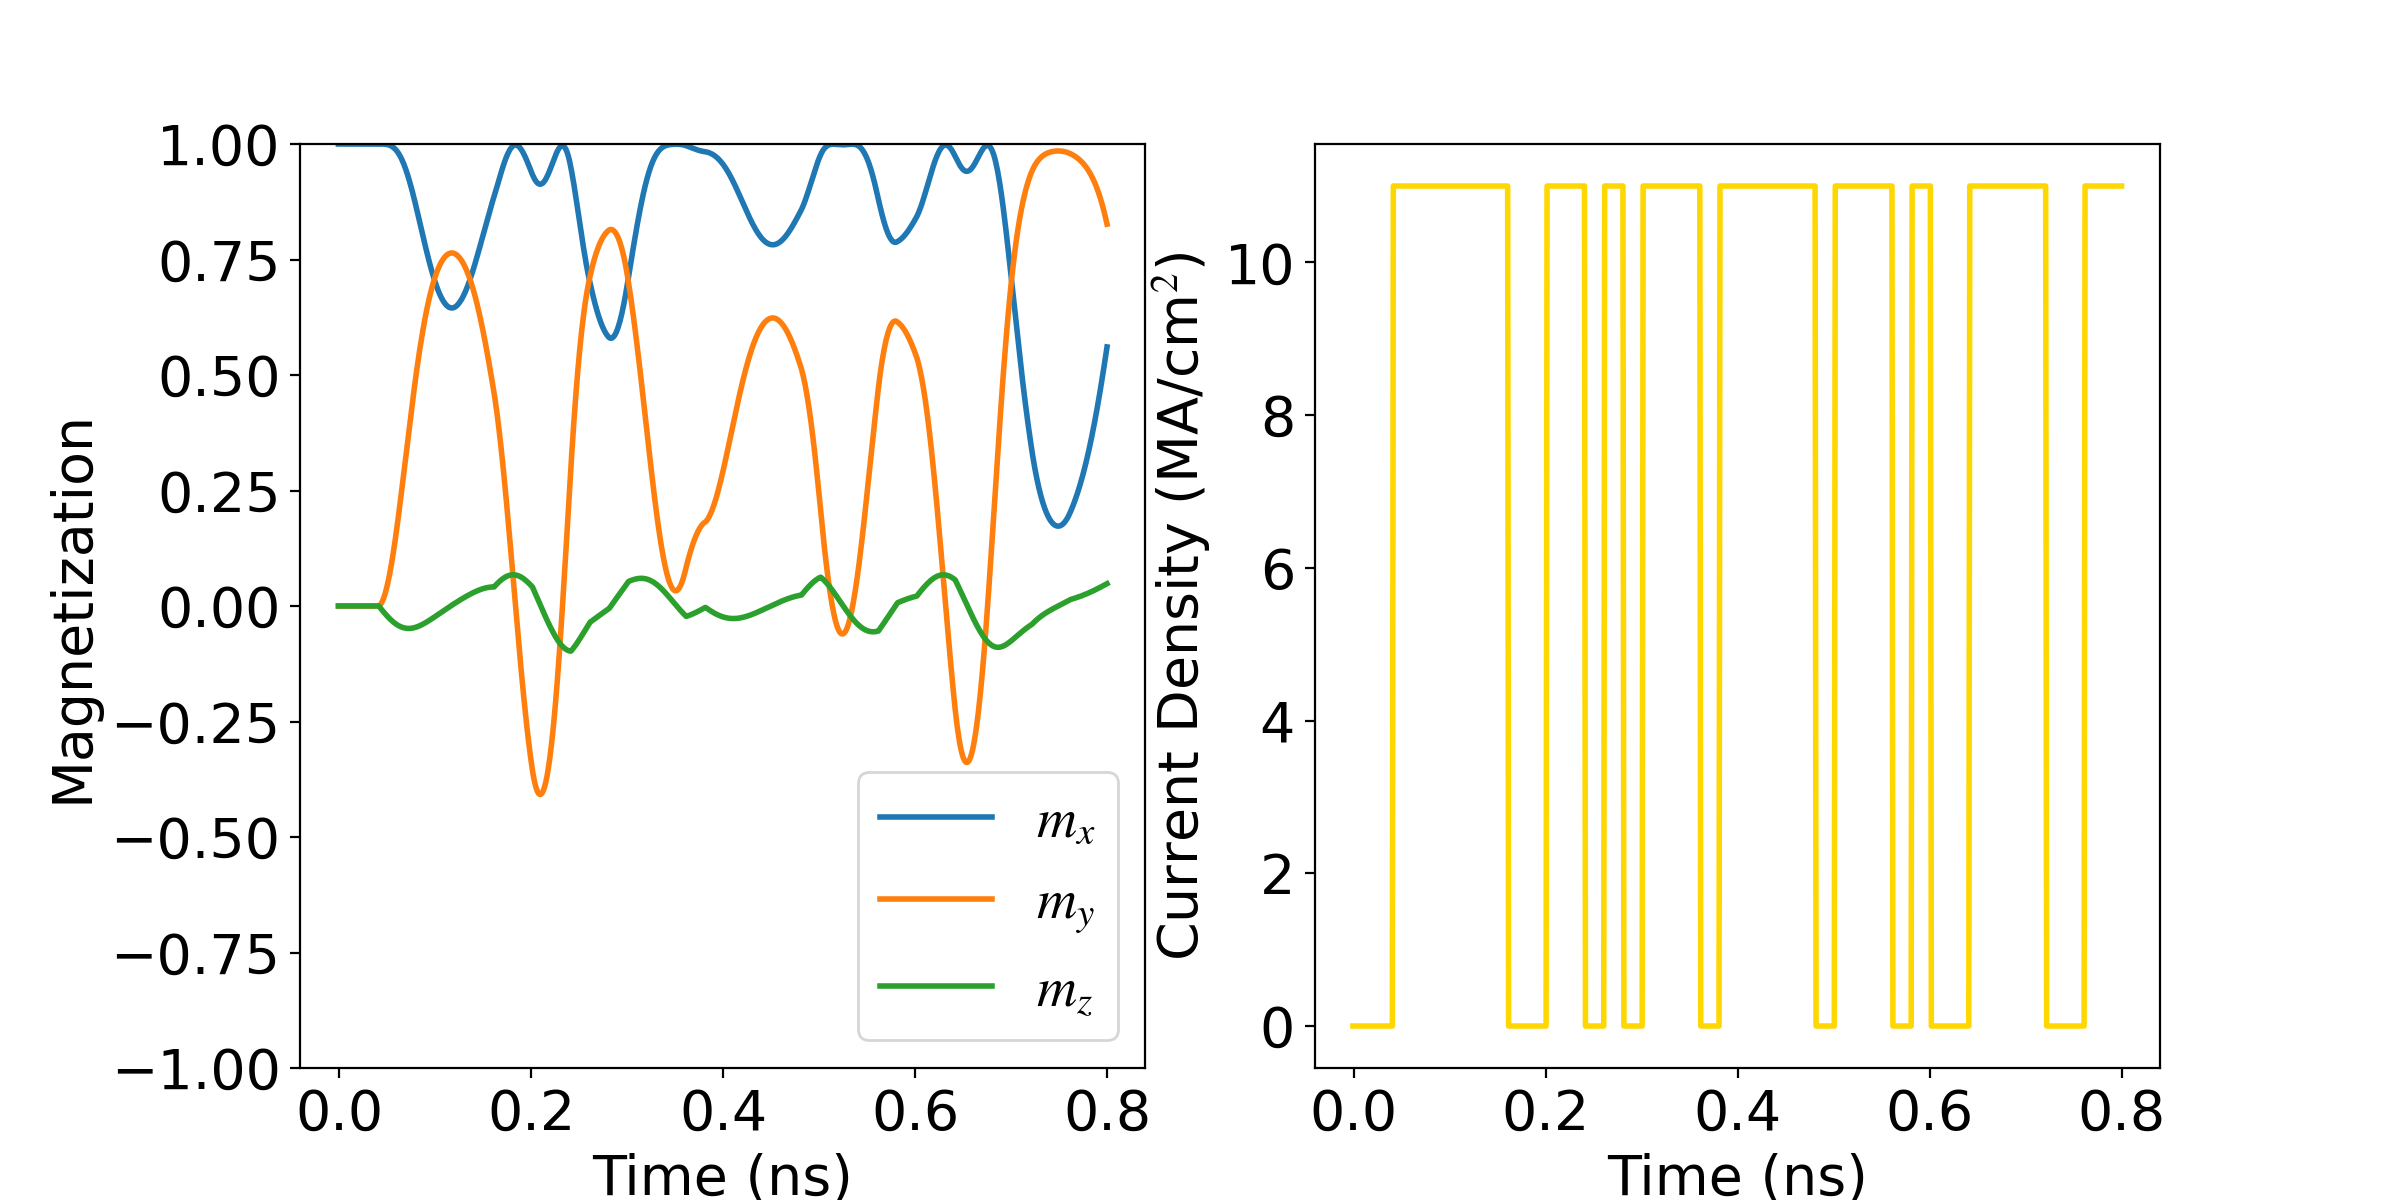 Magnetization
1.00
0.75
0.50
0.25
0.00
−0.25
−0.50
−0.75
−1.00
0.0 0.2 0.4 0.6 0.8
Time (ns)
m_x
m_y
m_z
Current Density (MA/cm²)
10
8
6
4
2
0
0.0 0.2 0.4 0.6 0.8
Time (ns)